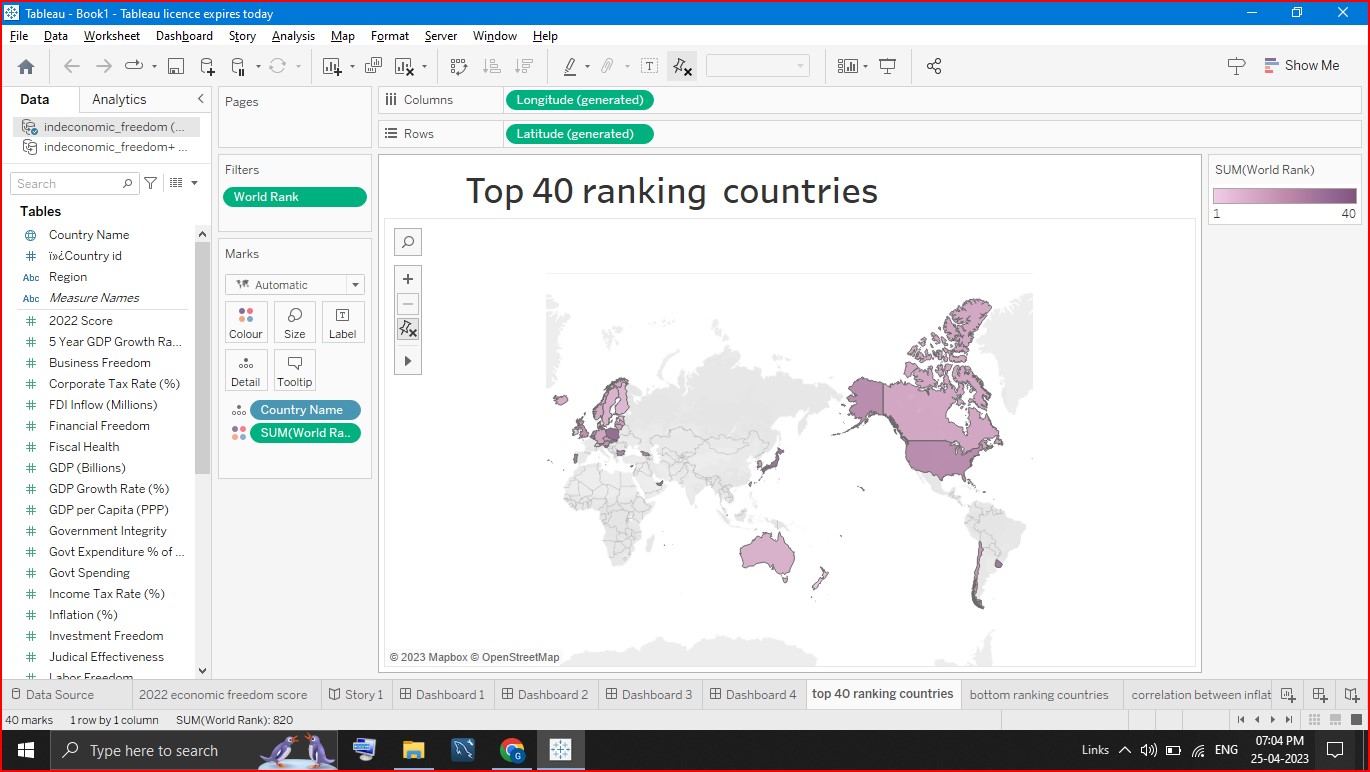 Tableau - Book1 - Tableau licence expires today
File Data Worksheet Dashboard Story Analysis Map Format Server Window Help
Show Me
Data Analytics
indeconomic_freedom (...
indeconomic_freedom+ ...
Search
Tables
Country Name
ï»¿Country id
Abc Region
Abc Measure Names
2022 Score
5 Year GDP Growth Ra...
Business Freedom
Corporate Tax Rate (%)
FDI Inflow (Millions)
Financial Freedom
Fiscal Health
GDP (Billions)
GDP Growth Rate (%)
GDP per Capita (PPP)
Government Integrity
Govt Expenditure % of ...
Govt Spending
Income Tax Rate (%)
Inflation (%)
Investment Freedom
Judical Effectiveness
Labor Freedom
Pages
Filters
World Rank
Marks
Automatic
Colour Size Label
Detail Tooltip
Country Name
SUM(World Ra..
Columns Longitude (generated)
Rows Latitude (generated)
Top 40 ranking countries
© 2023 Mapbox © OpenStreetMap
SUM(World Rank)
1 40
Data Source 2022 economic freedom score Story 1 Dashboard 1 Dashboard 2 Dashboard 3 Dashboard 4 top 40 ranking countries bottom ranking countries correlation between inflat
40 marks 1 row by 1 column SUM(World Rank): 820
Type here to search
Links ENG 07:04 PM
25-04-2023